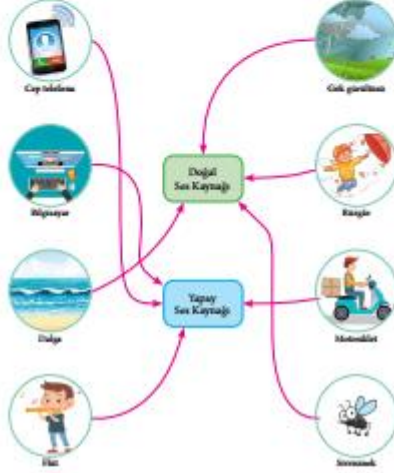 Cep telefonu
Gök gürültüsü
Bilgisayar
Doğal
Ses Kaynağı
Rüzgâr
Dalga
Yapay
Ses Kaynağı
Motosiklet
Flüt
Sivrisinek